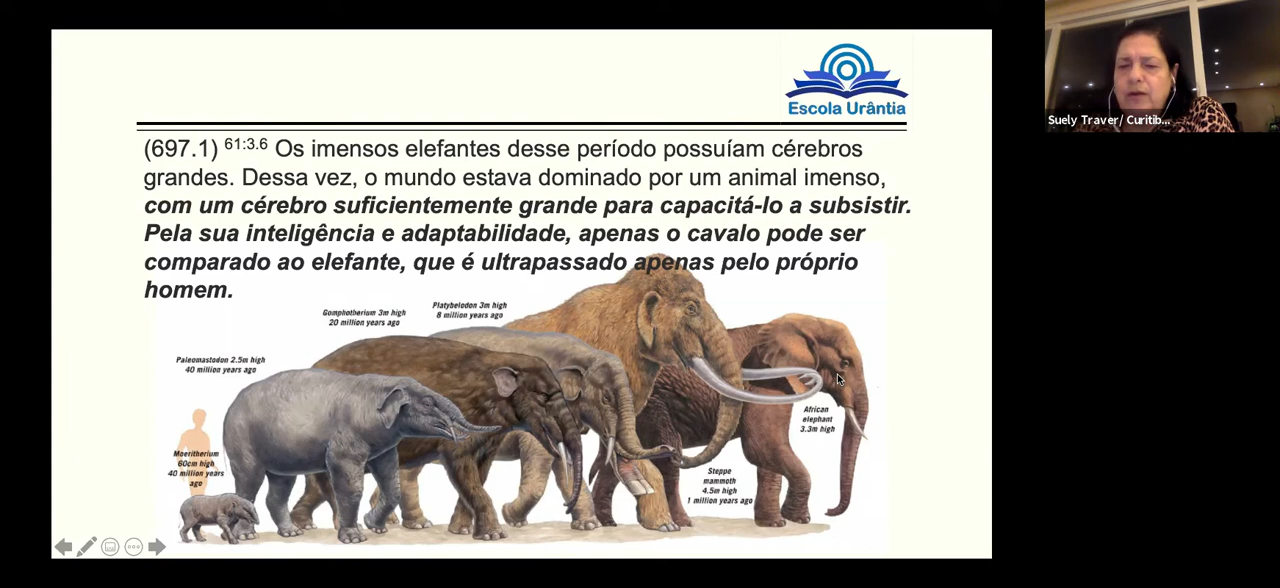 Escola Urântia
Suely Traver/ Curitib...
(697.1) 61:3.6 Os imensos elefantes desse período possuíam cérebros
grandes. Dessa vez, o mundo estava dominado por um animal imenso,
com um cérebro suficientemente grande para capacitá-lo a subsistir.
Pela sua inteligência e adaptabilidade, apenas o cavalo pode ser
comparado ao elefante, que é ultrapassado apenas pelo próprio
homem.
Platybelodon 3m high
8 million years ago
Gomphotherium 3m high
20 million years ago
Paleomastodon 2.5m high
40 million years ago
African
elephant
3.3m high
Moeritherium
60cm high
40 million years
ago
Steppe
mammoth
4.5m high
1 million years ago